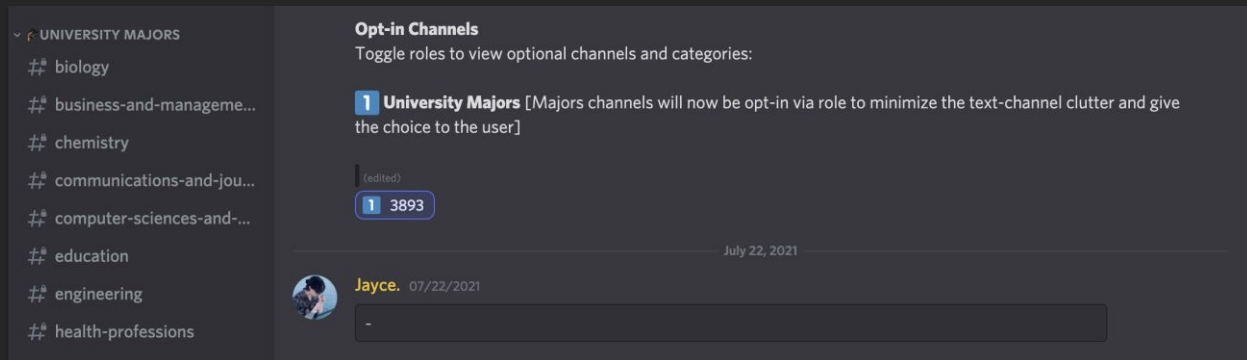 UNIVERSITY MAJORS
biology
business-and-manageme...
chemistry
communications-and-jou...
computer-sciences-and-...
education
engineering
health-professions
Opt-in Channels
Toggle roles to view optional channels and categories:
1 University Majors [Majors channels will now be opt-in via role to minimize the text-channel clutter and give
the choice to the user]
(edited)
1 3893
July 22, 2021
Jayce. 07/22/2021
-